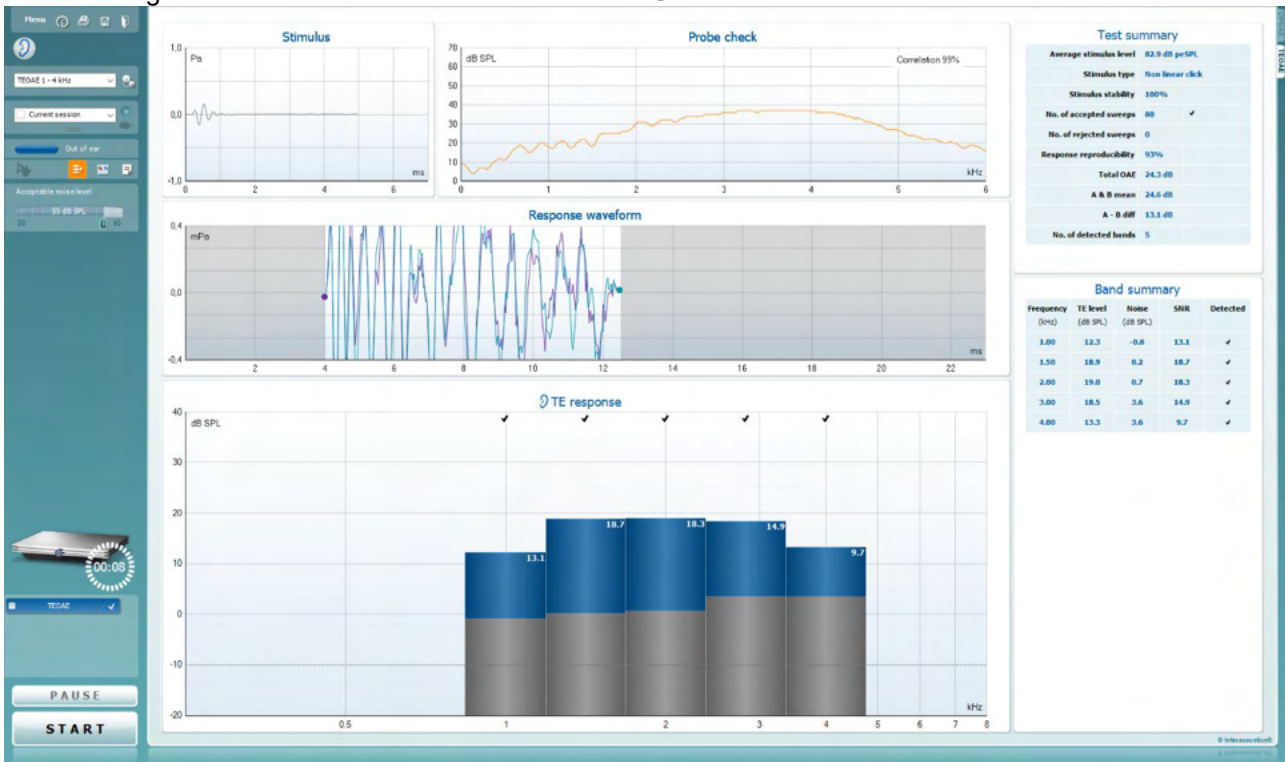 Menu
TEOAE 1 - 4 kHz
Current session
Out of ear
Acceptable noise level
55 dB SPL
30 60
00:08
TEOAE
PAUSE
START
Stimulus
1,0
Pa
0,0
-1,0
ms
0 2 4 6
Probe check
70
dB SPL
Correlation 99%
60
50
40
30
20
10
0
kHz
0 1 2 3 4 5 6
Response waveform
0,4
mPa
0,0
-0,4
ms
2 4 6 8 10 12 14 16 18 20 22
TE response
40
dB SPL
30
20
10
0
-10
-20
13.1 18.7 18.3 14.9 9.7
kHz
0.5 1 2 3 4 5 6 7 8
Test summary
Average stimulus level 82.9 dB peSPL
Stimulus type Non linear click
Stimulus stability 100%
No. of accepted sweeps 80 ✔
No. of rejected sweeps 0
Response reproducibility 93%
Total OAE 24.3 dB
A & B mean 24.6 dB
A - B diff 13.1 dB
No. of detected bands 5
Band summary
Frequency TE level Noise SNR Detected
(kHz) (dB SPL) (dB SPL)
1.00 12.3 -0.8 13.1 ✔
1.50 18.9 0.2 18.7 ✔
2.00 19.0 0.7 18.3 ✔
3.00 18.5 3.6 14.9 ✔
4.00 13.3 3.6 9.7 ✔
TEOAE
© Interacoustics®